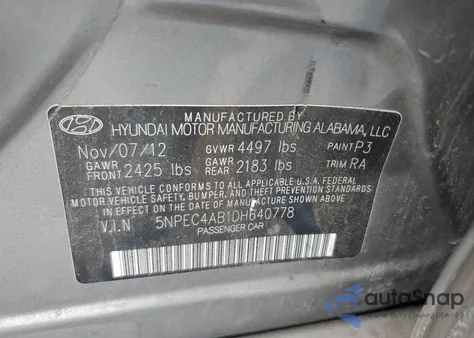 MANUFACTURED BY
HYUNDAI MOTOR MANUFACTURING ALABAMA, LLC
Nov/07/12 GVWR 4497 lbs PAINT P3
GAWR FRONT 2425 lbs GAWR REAR 2183 lbs TRIM RA
THIS VEHICLE CONFORMS TO ALL APPLICABLE U.S.A. FEDERAL
MOTOR VEHICLE SAFETY, BUMPER, AND THEFT PREVENTION
STANDARDS IN EFFECT ON THE DATE OF MANUFACTURE SHOWN ABOVE.
V.I.N 5NPEC4AB1DH640778
PASSENGER CAR
autoSnap